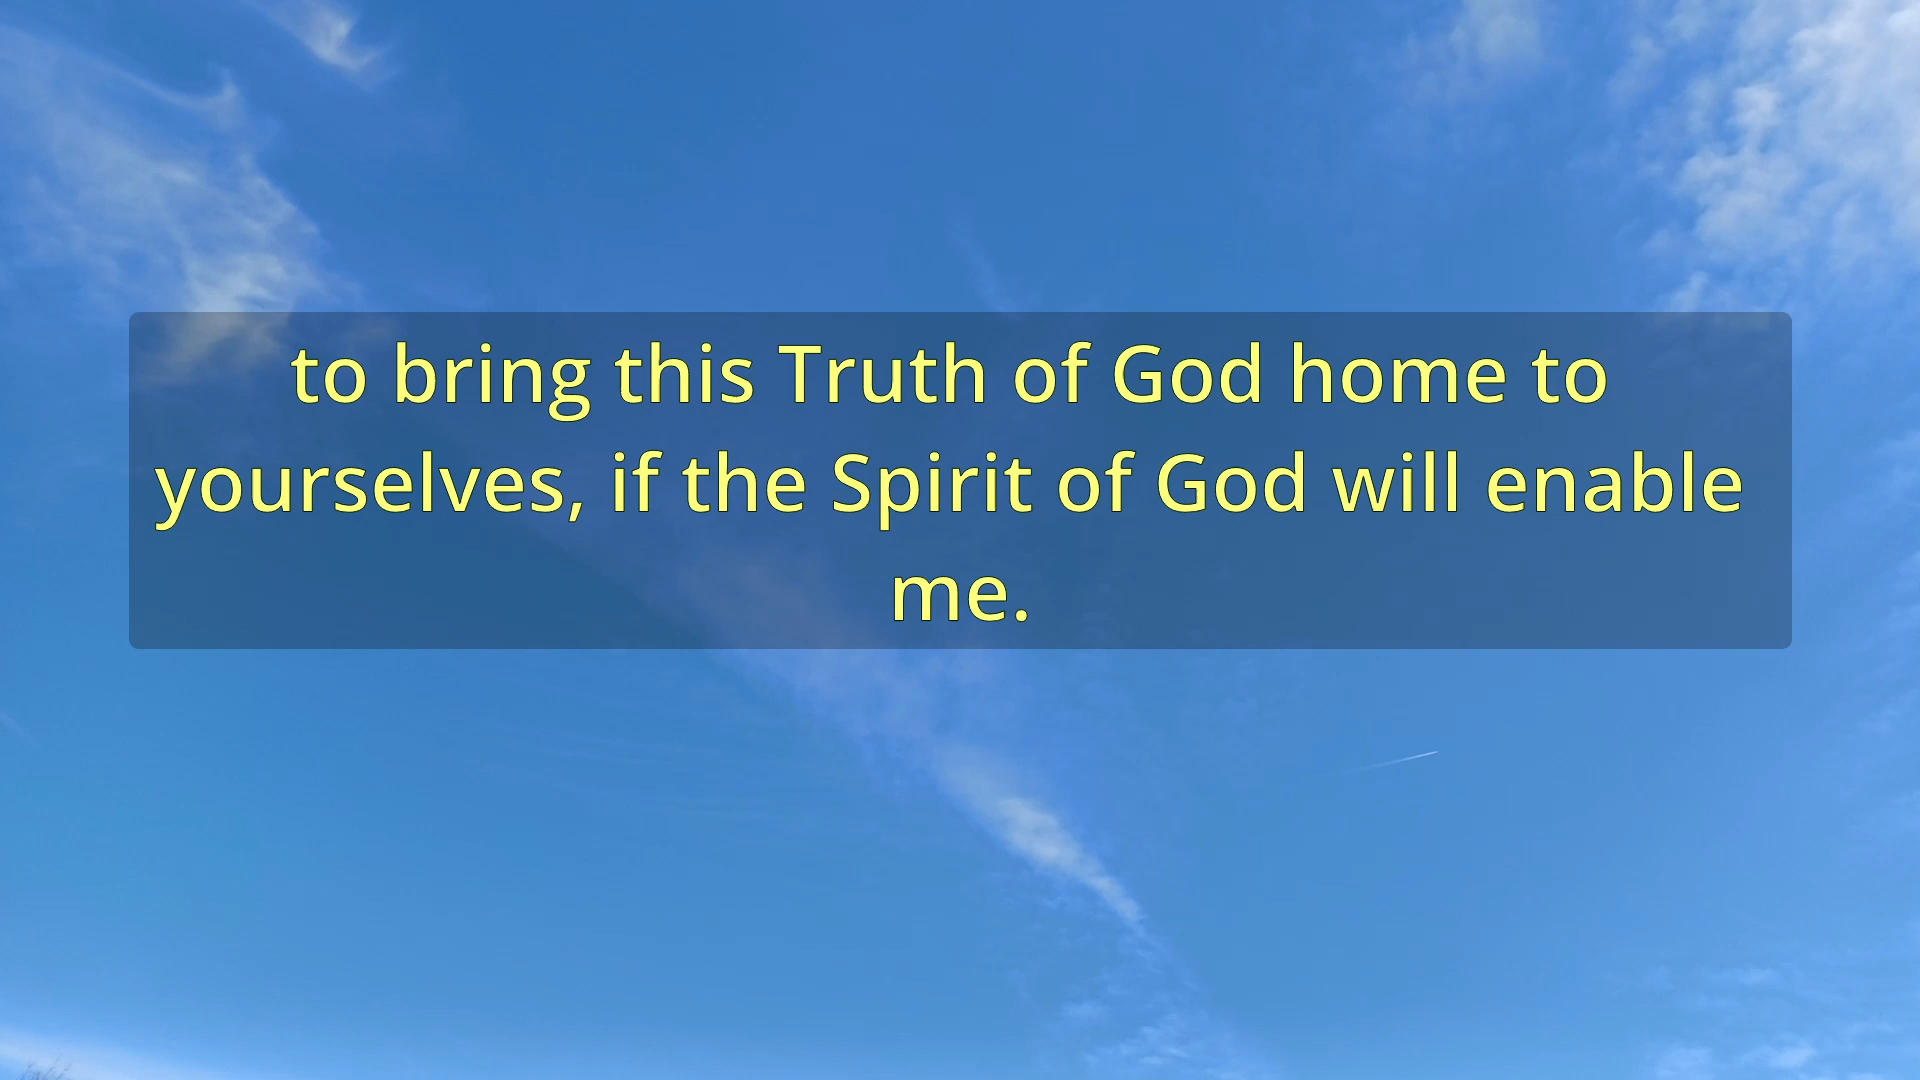 to bring this Truth of God home to
yourselves, if the Spirit of God will enable
me.